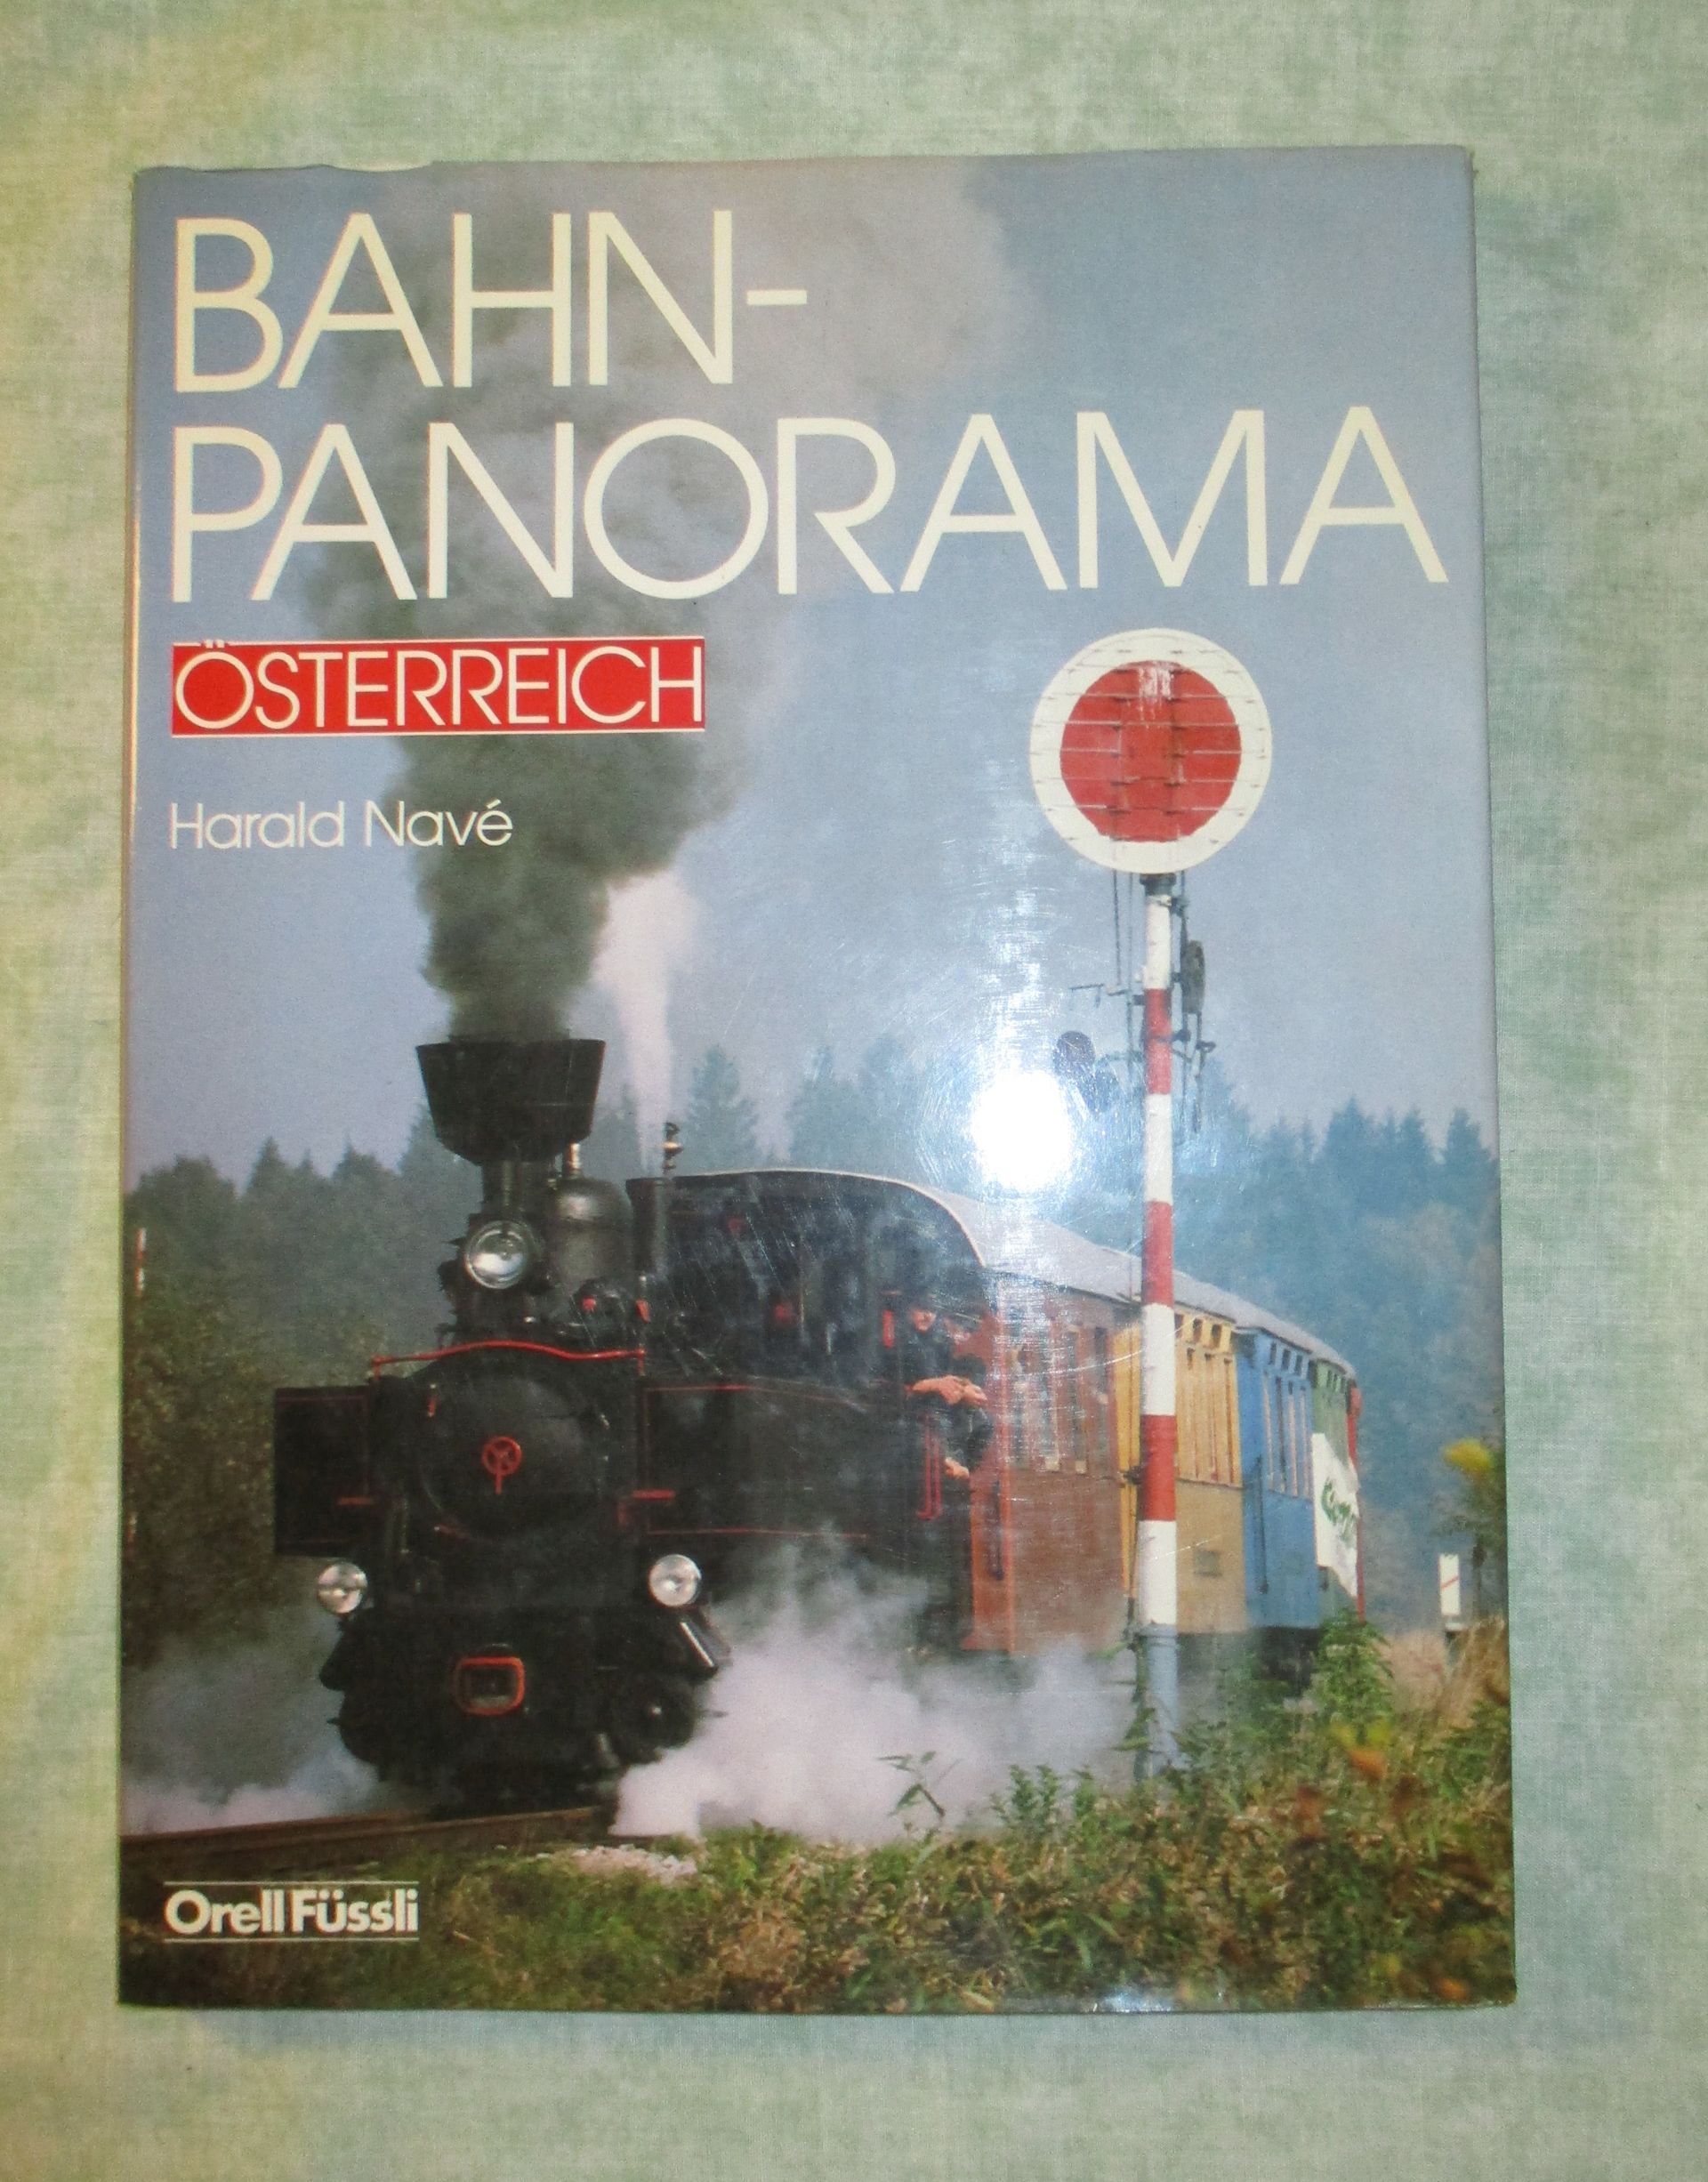 BAHN-
PANORAMA
ÖSTERREICH
Harald Navé
Orell Füssli